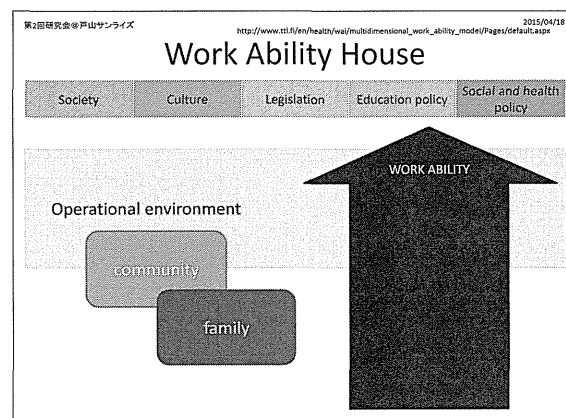 第2回研究会@戸山サンライズ
2015/04/18
http://www.ttl.fi/en/health/wai/multidimensional_work_ability_model/Pages/default.aspx
Work Ability House
Society
Culture
Legislation
Education policy
Social and health
policy
WORK ABILITY
Operational environment
community
family